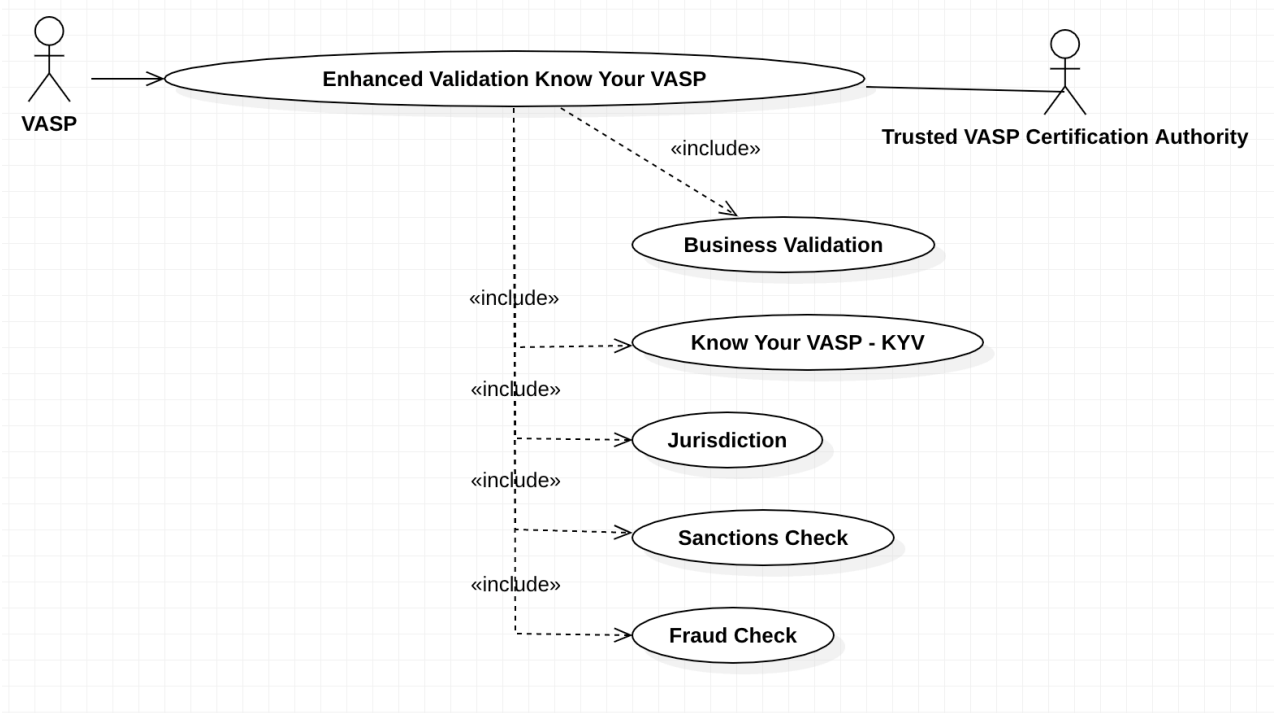 Enhanced Validation Know Your VASP
VASP
Trusted VASP Certification Authority
«include»
Business Validation
«include»
Know Your VASP - KYV
«include»
Jurisdiction
«include»
Sanctions Check
«include»
Fraud Check